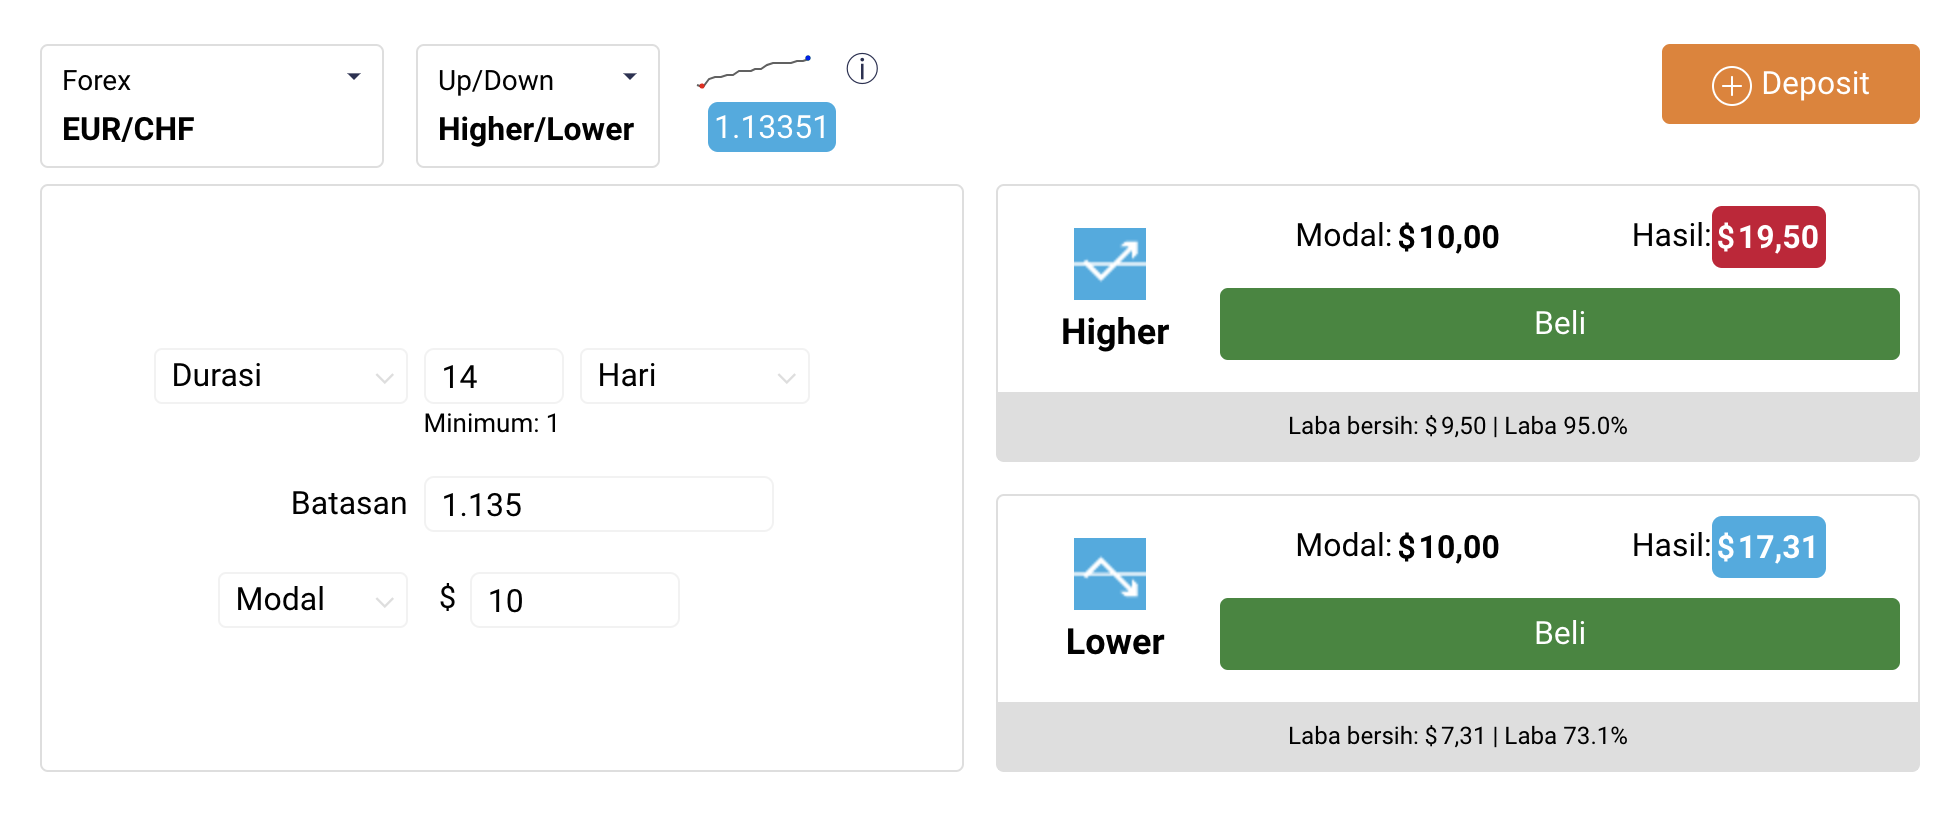 Forex
EUR/CHF
Up/Down
Higher/Lower
1.13351
Deposit
Durasi
14
Hari
Minimum: 1
Batasan
1.135
Modal
$
10
Modal: $10,00
Hasil: $19,50
Higher
Beli
Laba bersih: $9,50 | Laba 95.0%
Modal: $10,00
Hasil: $17,31
Lower
Beli
Laba bersih: $7,31 | Laba 73.1%